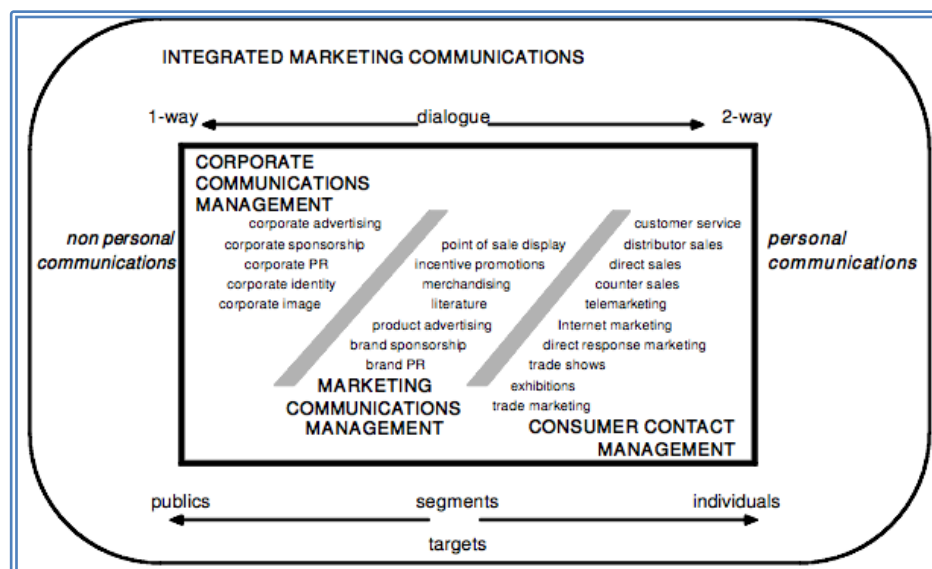 INTEGRATED MARKETING COMMUNICATIONS
1-way dialogue 2-way
CORPORATE
COMMUNICATIONS
MANAGEMENT
non personal
communications
corporate advertising
corporate sponsorship
corporate PR
corporate identity
corporate image
point of sale display
incentive promotions
merchandising
literature
product advertising
brand sponsorship
brand PR
MARKETING
COMMUNICATIONS
MANAGEMENT
customer service
distributor sales
direct sales
counter sales
telemarketing
Internet marketing
direct response marketing
trade shows
exhibitions
trade marketing
CONSUMER CONTACT
MANAGEMENT
personal
communications
publics segments individuals
targets